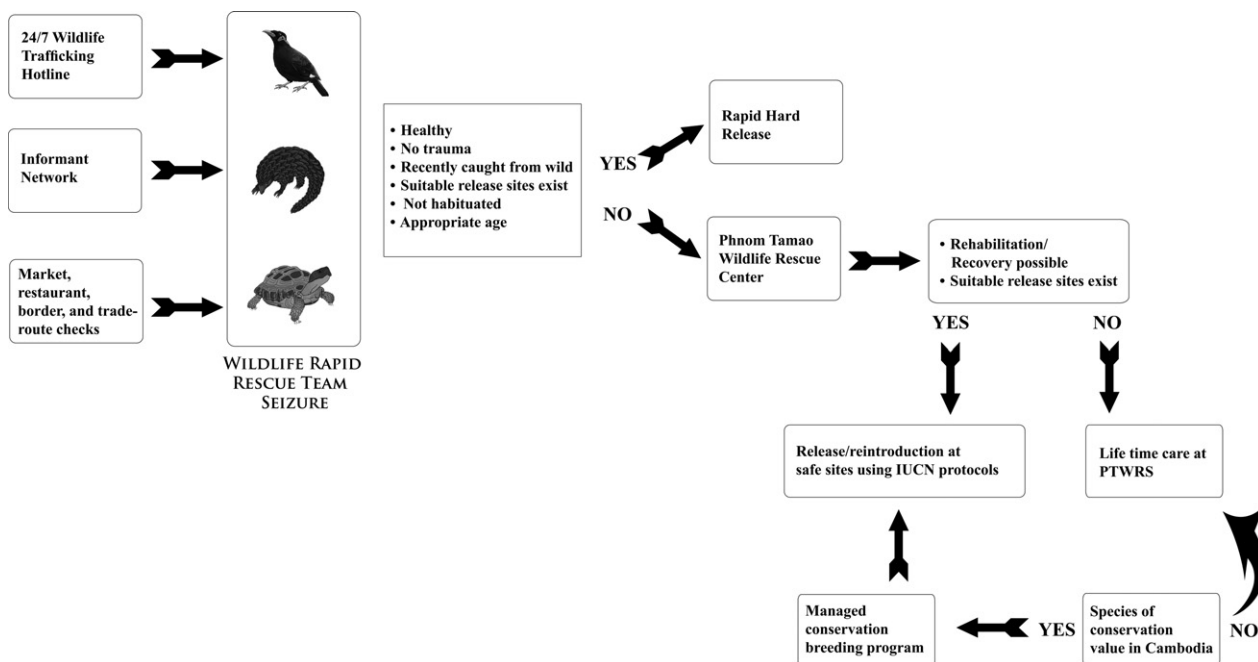 24/7 Wildlife
Trafficking
Hotline
Informant
Network
Market,
restaurant,
border, and trade-
route checks
WILDLIFE RAPID
RESCUE TEAM
SEIZURE
• Healthy
• No trauma
• Recently caught from wild
• Suitable release sites exist
• Not habituated
• Appropriate age
YES
Rapid Hard
Release
NO
Phnom Tamao
Wildlife Rescue
Center
• Rehabilitation/
Recovery possible
• Suitable release sites exist
YES
NO
Release/reintroduction at
safe sites using IUCN protocols
Life time care at
PTWRS
Managed
conservation
breeding program
YES
Species of
conservation
value in Cambodia
NO